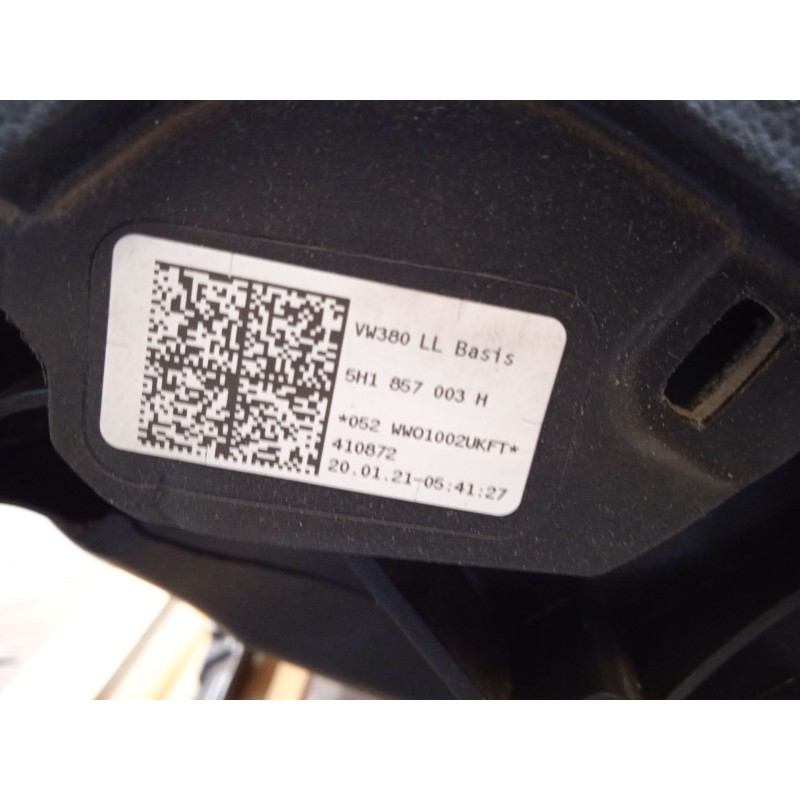 VW380 LL Basis
5H1 857 003 H
*052 WWO1002UKFT*
410872
20.01.21-05:41:27